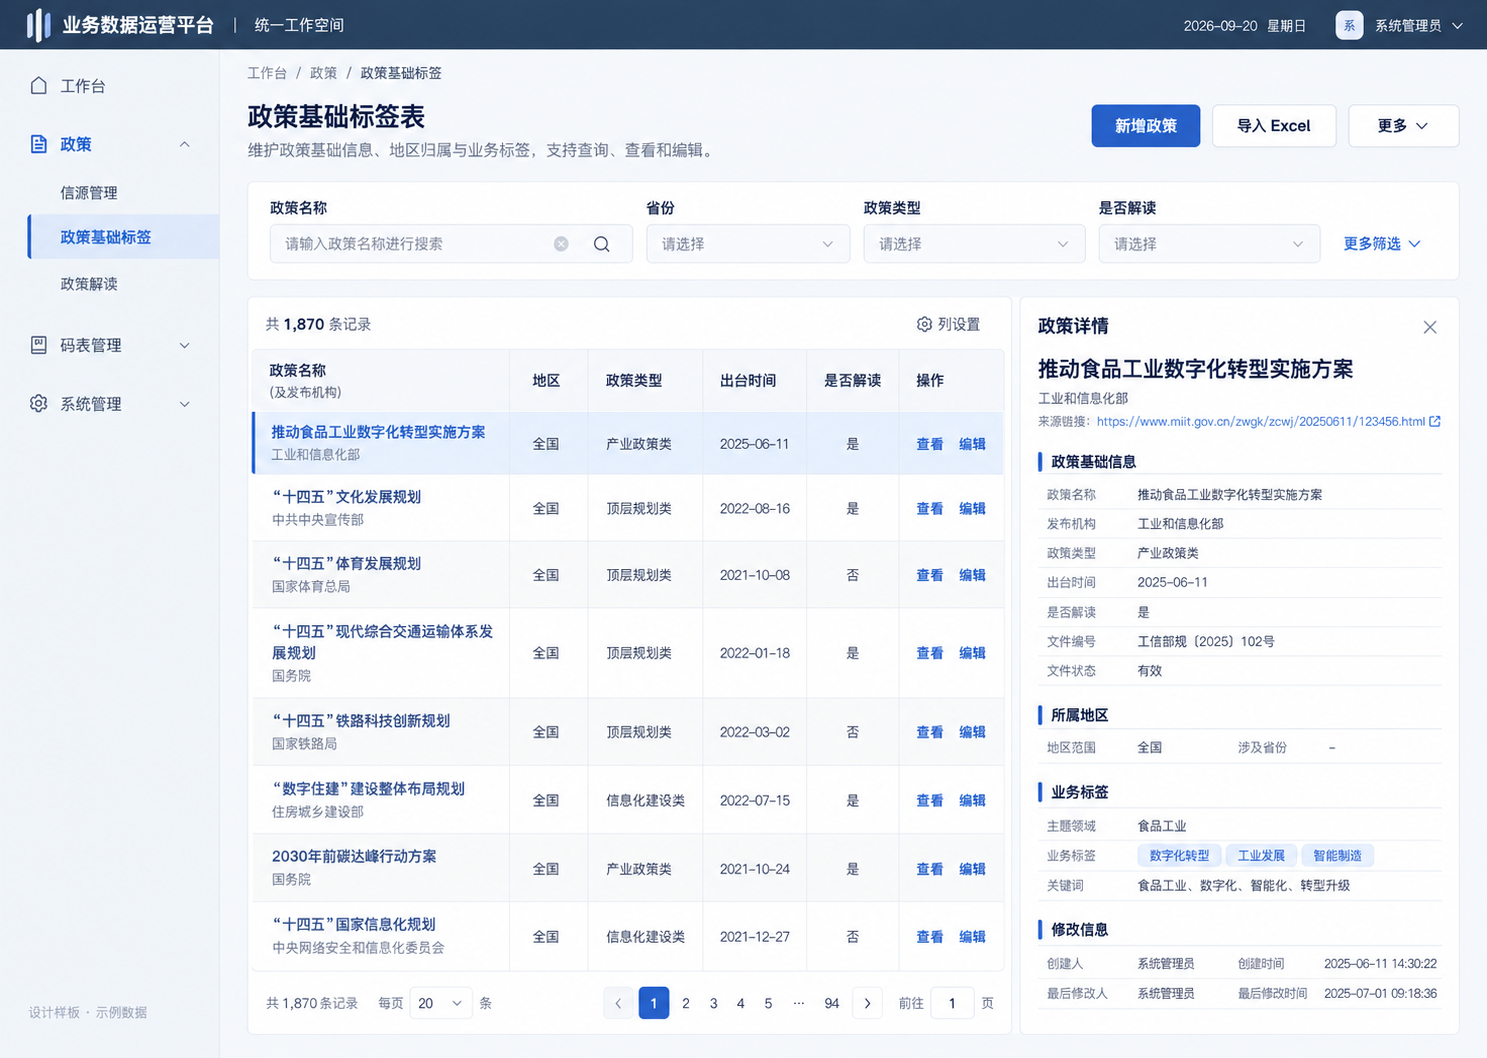 业务数据运营平台 | 统一工作空间
2026-09-20 星期日 系 系统管理员
工作台
政策
信源管理
政策基础标签
政策解读
码表管理
系统管理
设计样板 · 示例数据
工作台 / 政策 / 政策基础标签
政策基础标签表
维护政策基础信息、地区归属与业务标签，支持查询、查看和编辑。
新增政策 导入 Excel 更多
政策名称 省份 政策类型 是否解读
请输入政策名称进行搜索 请选择 请选择 请选择 更多筛选
共 1,870 条记录 列设置
政策名称 (及发布机构) 地区 政策类型 出台时间 是否解读 操作
推动食品工业数字化转型实施方案
工业和信息化部 全国 产业政策类 2025-06-11 是 查看 编辑
“十四五”文化发展规划
中共中央宣传部 全国 顶层规划类 2022-08-16 是 查看 编辑
“十四五”体育发展规划
国家体育总局 全国 顶层规划类 2021-10-08 否 查看 编辑
“十四五”现代综合交通运输体系发
展规划
国务院 全国 顶层规划类 2022-01-18 是 查看 编辑
“十四五”铁路科技创新规划
国家铁路局 全国 顶层规划类 2022-03-02 否 查看 编辑
“数字住建”建设整体布局规划
住房城乡建设部 全国 信息化建设类 2022-07-15 是 查看 编辑
2030年前碳达峰行动方案
国务院 全国 产业政策类 2021-10-24 是 查看 编辑
“十四五”国家信息化规划
中央网络安全和信息化委员会 全国 信息化建设类 2021-12-27 否 查看 编辑
共 1,870 条记录 每页 20 条 1 2 3 4 5 ··· 94 前往 1 页
政策详情
推动食品工业数字化转型实施方案
工业和信息化部
来源链接： https://www.miit.gov.cn/zwgk/zcwj/20250611/123456.html
政策基础信息
政策名称 推动食品工业数字化转型实施方案
发布机构 工业和信息化部
政策类型 产业政策类
出台时间 2025-06-11
是否解读 是
文件编号 工信部规〔2025〕102号
文件状态 有效
所属地区
地区范围 全国 涉及省份 –
业务标签
主题领域 食品工业
业务标签 数字化转型 工业发展 智能制造
关键词 食品工业、数字化、智能化、转型升级
修改信息
创建人 系统管理员 创建时间 2025-06-11 14:30:22
最后修改人 系统管理员 最后修改时间 2025-07-01 09:18:36